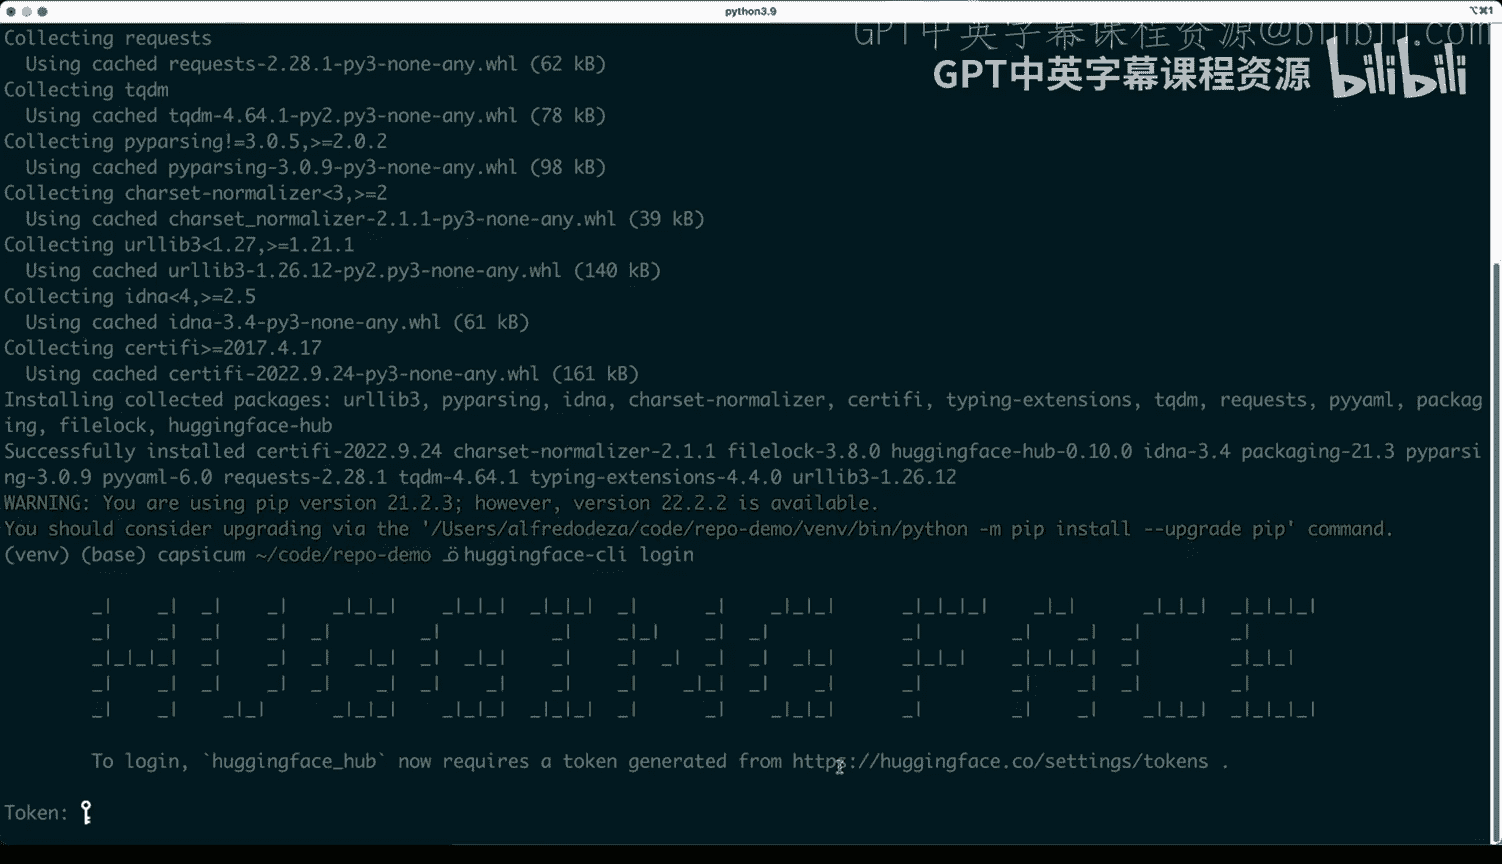 python3.9
⌥⌘1
GPT中英字幕课程资源@bilibili.com
GPT中英字幕课程资源 bilibili
Collecting requests
Using cached requests-2.28.1-py3-none-any.whl (62 kB)
Collecting tqdm
Using cached tqdm-4.64.1-py2.py3-none-any.whl (78 kB)
Collecting pyparsing!=3.0.5,>=2.0.2
Using cached pyparsing-3.0.9-py3-none-any.whl (98 kB)
Collecting charset-normalizer<3,>=2
Using cached charset_normalizer-2.1.1-py3-none-any.whl (39 kB)
Collecting urllib3<1.27,>=1.21.1
Using cached urllib3-1.26.12-py2.py3-none-any.whl (140 kB)
Collecting idna<4,>=2.5
Using cached idna-3.4-py3-none-any.whl (61 kB)
Collecting certifi>=2017.4.17
Using cached certifi-2022.9.24-py3-none-any.whl (161 kB)
Installing collected packages: urllib3, pyparsing, idna, charset-normalizer, certifi, typing-extensions, tqdm, requests, pyyaml, packag
ing, filelock, huggingface-hub
Successfully installed certifi-2022.9.24 charset-normalizer-2.1.1 filelock-3.8.0 huggingface-hub-0.10.0 idna-3.4 packaging-21.3 pyparsi
ng-3.0.9 pyyaml-6.0 requests-2.28.1 tqdm-4.64.1 typing-extensions-4.4.0 urllib3-1.26.12
WARNING: You are using pip version 21.2.3; however, version 22.2.2 is available.
You should consider upgrading via the '/Users/alfredodeza/code/repo-demo/venv/bin/python -m pip install --upgrade pip' command.
(venv) (base) capsicum ~/code/repo-demo huggingface-cli login
HUGGING FACE
To login, `huggingface_hub` now requires a token generated from https://huggingface.co/settings/tokens .
Token: